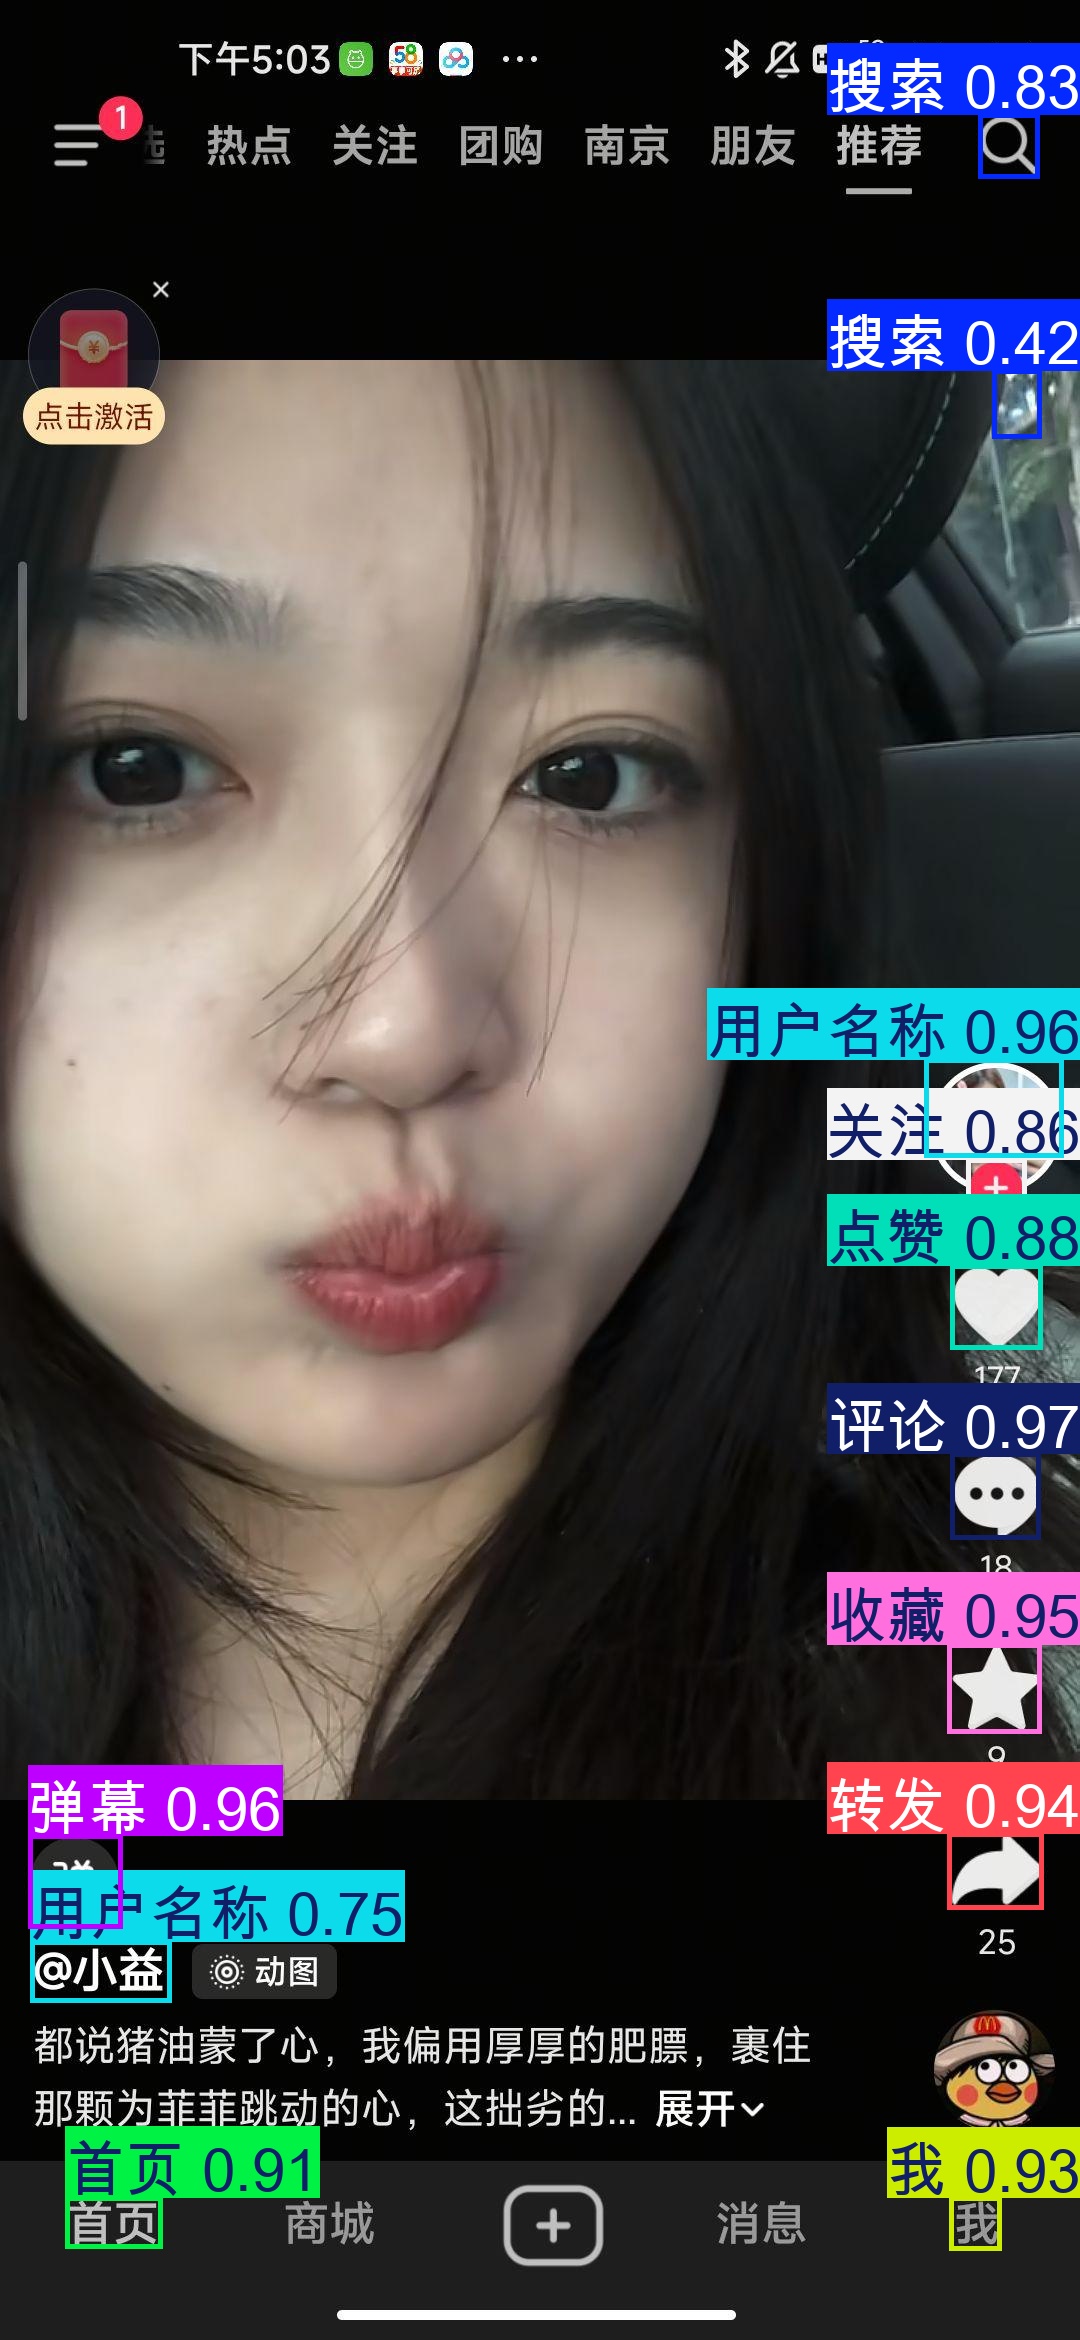 下午5:03 58 ...
搜索 0.83
1
热点 关注 团购 南京 朋友 推荐
搜索 0.42
点击激活
用户名称 0.96
关注 0.86
点赞 0.88
177
评论 0.97
18
收藏 0.95
9
弹幕 0.96
转发 0.94
用户名称 0.75
25
@小益 动图
都说猪油蒙了心，我偏用厚厚的肥膘，裹住
那颗为菲菲跳动的心，这拙劣的... 展开
首页 0.91
我 0.93
首页 商城 消息 我